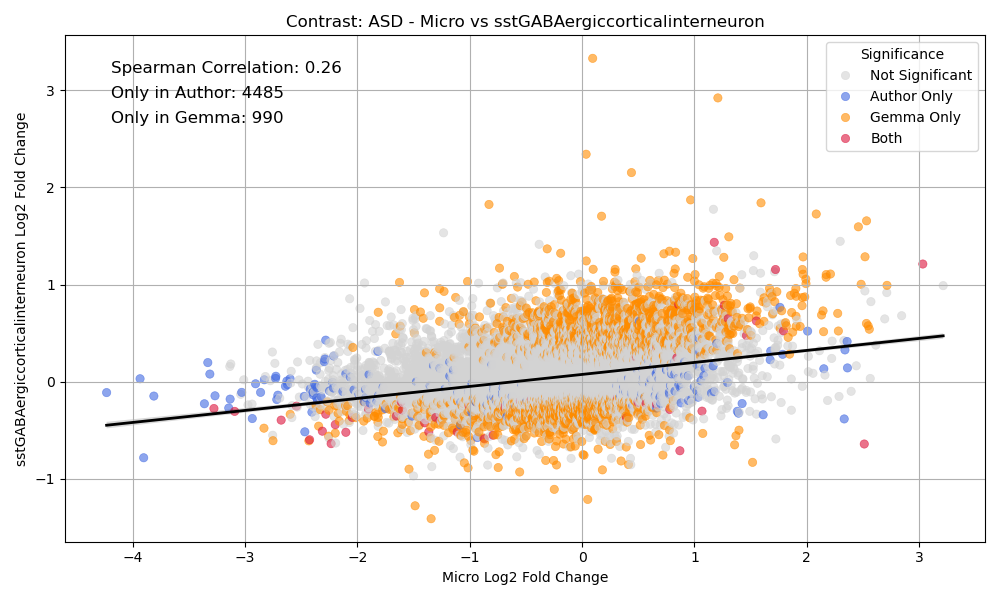 Contrast: ASD - Micro vs sstGABAergiccorticalinterneuron
Spearman Correlation: 0.26
Only in Author: 4485
Only in Gemma: 990
Significance
Not Significant
Author Only
Gemma Only
Both
sstGABAergiccorticalinterneuron Log2 Fold Change
3
2
1
0
−1
−4
−3
−2
−1
0
1
2
3
Micro Log2 Fold Change